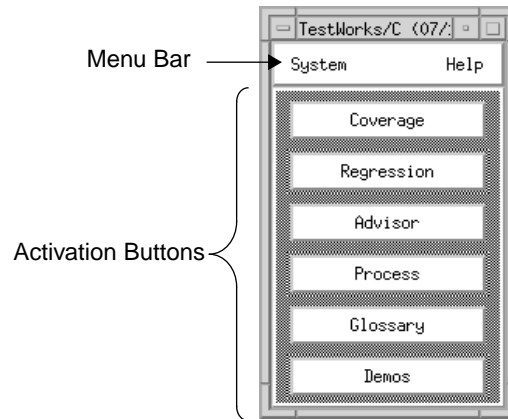 TestWorks/C (07/
Menu Bar
System Help
Coverage
Regression
Advisor
Activation Buttons
Process
Glossary
Demos